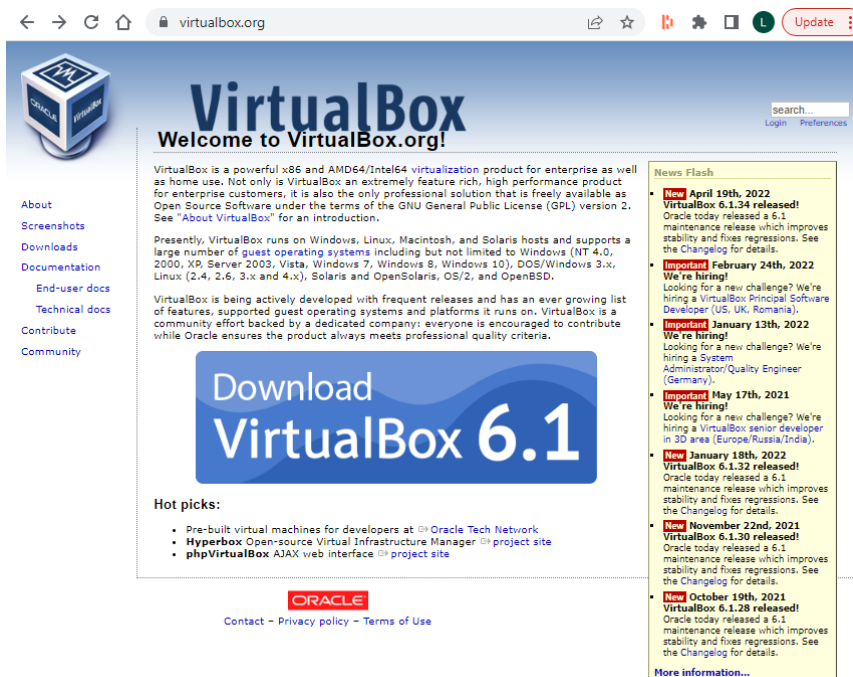 virtualbox.org
L
Update
ORACLE
VirtualBox
VirtualBox
search...
Login Preferences
Welcome to VirtualBox.org!
About
Screenshots
Downloads
Documentation
End-user docs
Technical docs
Contribute
Community
VirtualBox is a powerful x86 and AMD64/Intel64 virtualization product for enterprise as well
as home use. Not only is VirtualBox an extremely feature rich, high performance product
for enterprise customers, it is also the only professional solution that is freely available as
Open Source Software under the terms of the GNU General Public License (GPL) version 2.
See "About VirtualBox" for an introduction.
Presently, VirtualBox runs on Windows, Linux, Macintosh, and Solaris hosts and supports a
large number of guest operating systems including but not limited to Windows (NT 4.0,
2000, XP, Server 2003, Vista, Windows 7, Windows 8, Windows 10), DOS/Windows 3.x,
Linux (2.4, 2.6, 3.x and 4.x), Solaris and OpenSolaris, OS/2, and OpenBSD.
VirtualBox is being actively developed with frequent releases and has an ever growing list
of features, supported guest operating systems and platforms it runs on. VirtualBox is a
community effort backed by a dedicated company: everyone is encouraged to contribute
while Oracle ensures the product always meets professional quality criteria.
Download
VirtualBox 6.1
Hot picks:
• Pre-built virtual machines for developers at Oracle Tech Network
• Hyperbox Open-source Virtual Infrastructure Manager project site
• phpVirtualBox AJAX web interface project site
News Flash
• New April 19th, 2022
VirtualBox 6.1.34 released!
Oracle today released a 6.1
maintenance release which improves
stability and fixes regressions. See
the Changelog for details.
• Important February 24th, 2022
We're hiring!
Looking for a new challenge? We're
hiring a VirtualBox Principal Software
Developer (US, UK, Romania).
• Important January 13th, 2022
We're hiring!
Looking for a new challenge? We're
hiring a System
Administrator/Quality Engineer
(Germany).
• Important May 17th, 2021
We're hiring!
Looking for a new challenge? We're
hiring a VirtualBox senior developer
in 3D area (Europe/Russia/India).
• New January 18th, 2022
VirtualBox 6.1.32 released!
Oracle today released a 6.1
maintenance release which improves
stability and fixes regressions. See
the Changelog for details.
• New November 22nd, 2021
VirtualBox 6.1.30 released!
Oracle today released a 6.1
maintenance release which improves
stability and fixes regressions. See
the Changelog for details.
• New October 19th, 2021
VirtualBox 6.1.28 released!
Oracle today released a 6.1
maintenance release which improves
stability and fixes regressions. See
the Changelog for details.
More information...
ORACLE
Contact – Privacy policy – Terms of Use